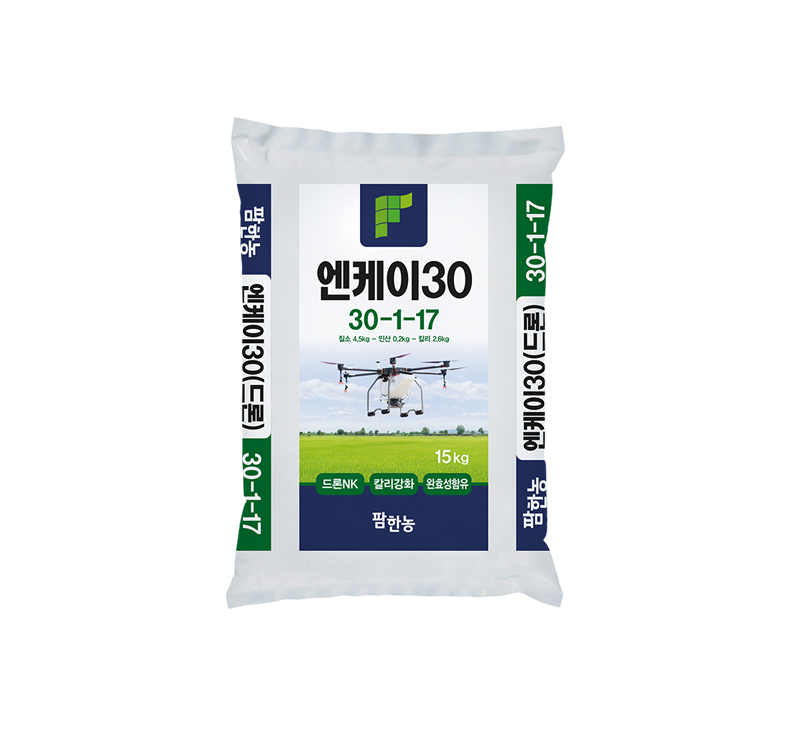 엔케이30
30-1-17
질소 4.5kg - 인산 0.2kg - 칼리 2.6kg
15kg
드론NK 칼리강화 완효성함유
팜한농
팜한농
엔케이30(드론)
30-1-17
30-1-17
엔케이30(드론)
팜한농